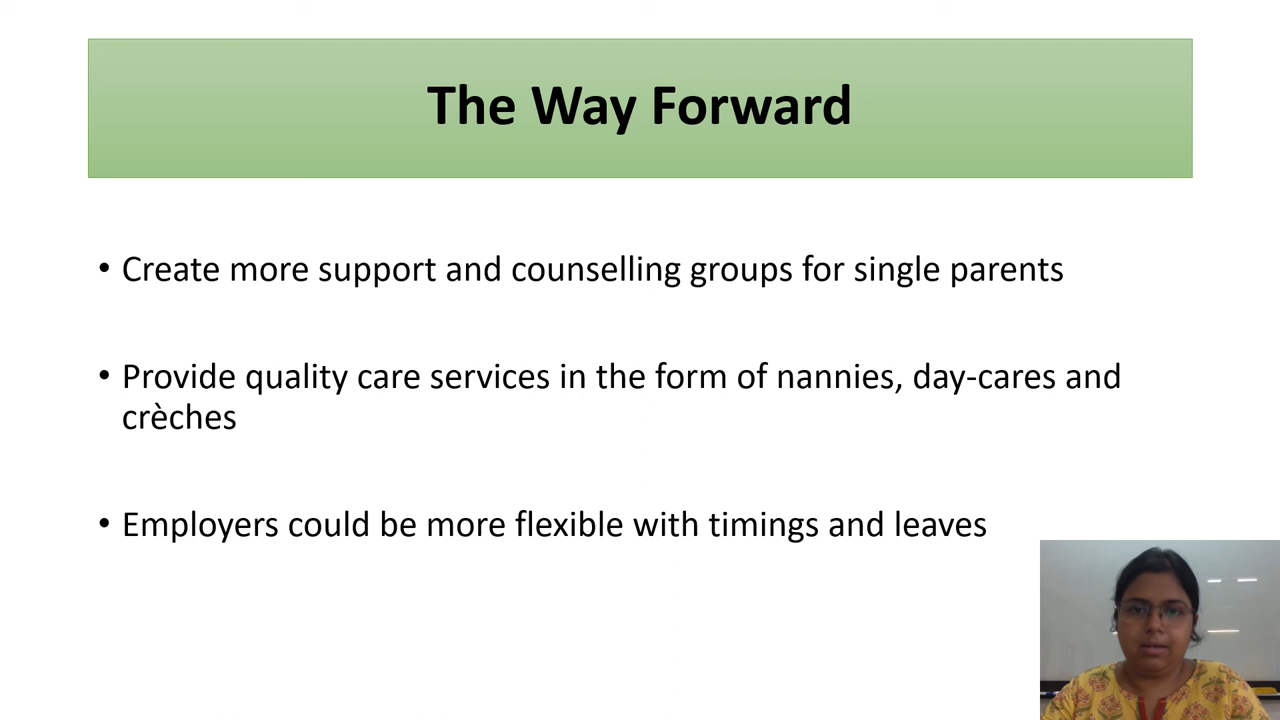 The Way Forward
• Create more support and counselling groups for single parents
• Provide quality care services in the form of nannies, day-cares and
crèches
• Employers could be more flexible with timings and leaves